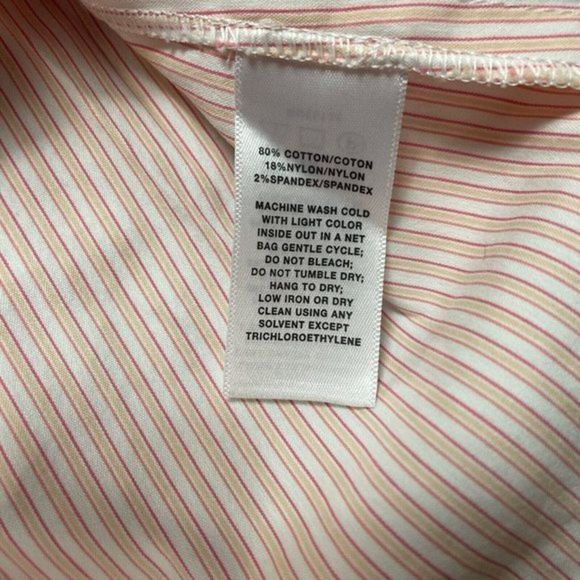 80% COTTON/COTON
18%NYLON/NYLON
2%SPANDEX/SPANDEX
MACHINE WASH COLD
WITH LIGHT COLOR
INSIDE OUT IN A NET
BAG GENTLE CYCLE;
DO NOT BLEACH;
DO NOT TUMBLE DRY;
HANG TO DRY;
LOW IRON OR DRY
CLEAN USING ANY
SOLVENT EXCEPT
TRICHLOROETHYLENE